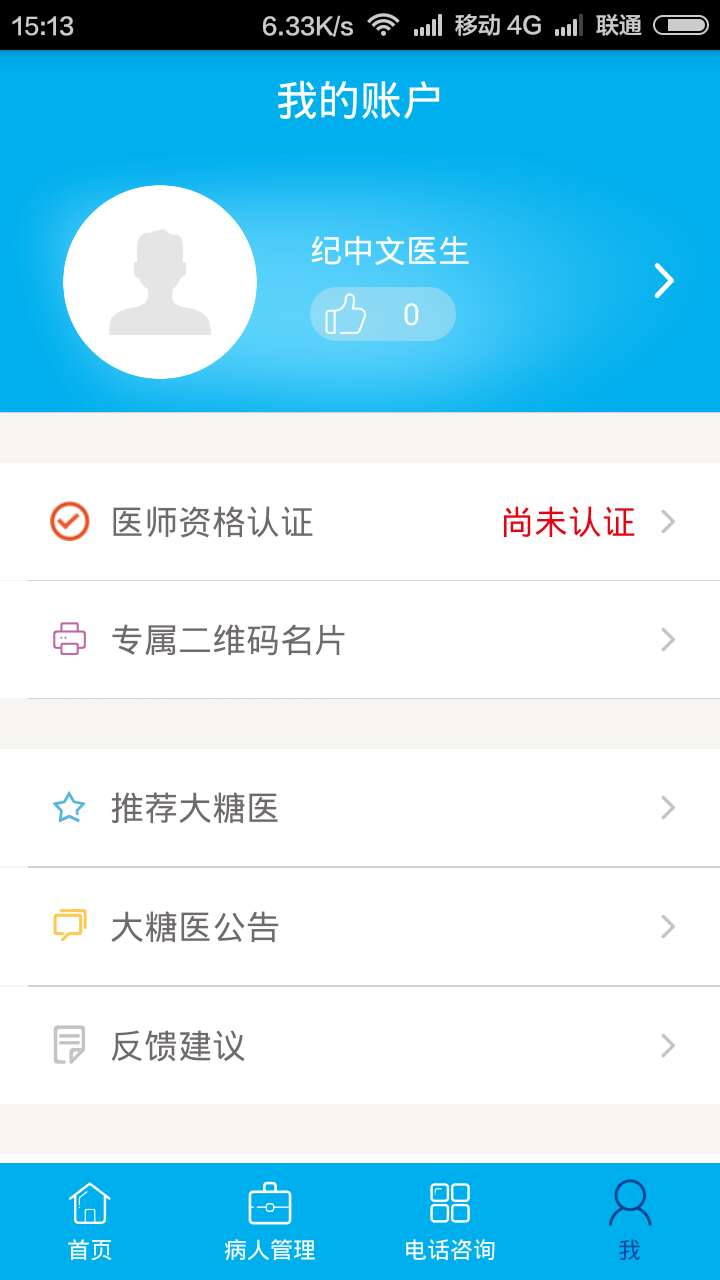 15:13 6.33K/s 移动 4G 联通
我的账户
纪中文医生
0
医师资格认证 尚未认证
专属二维码名片
推荐大糖医
大糖医公告
反馈建议
首页 病人管理 电话咨询 我